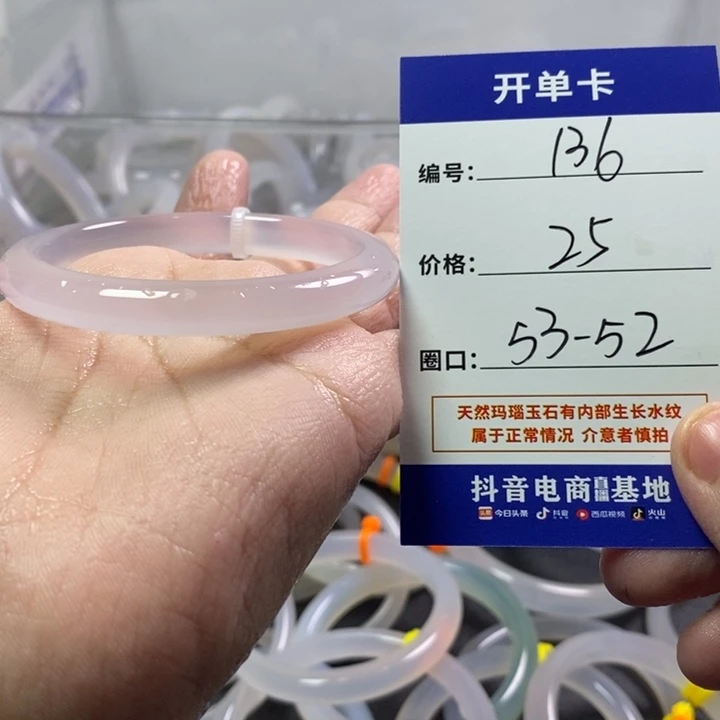 开单卡
编号: 136
价格: 25
圈口: 53-52
天然玛瑙玉石有内部生长水纹
属于正常情况 介意者慎拍
抖音电商直播基地
今日头条 抖音 西瓜视频 火山